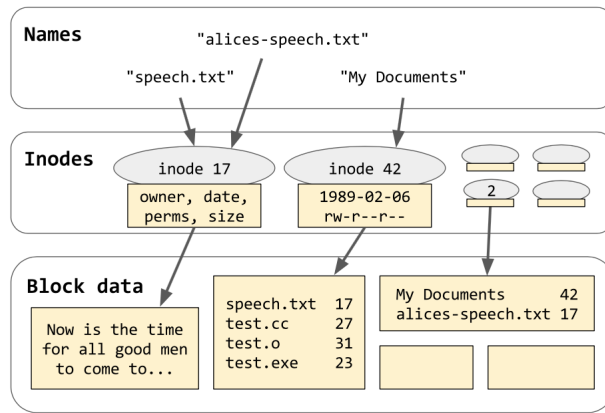 Names
"alices-speech.txt"
"speech.txt"
"My Documents"
Inodes
inode 17
owner, date,
perms, size
inode 42
1989-02-06
rw-r--r--
2
Block data
Now is the time
for all good men
to come to...
speech.txt 17
test.cc 27
test.o 31
test.exe 23
My Documents 42
alices-speech.txt 17